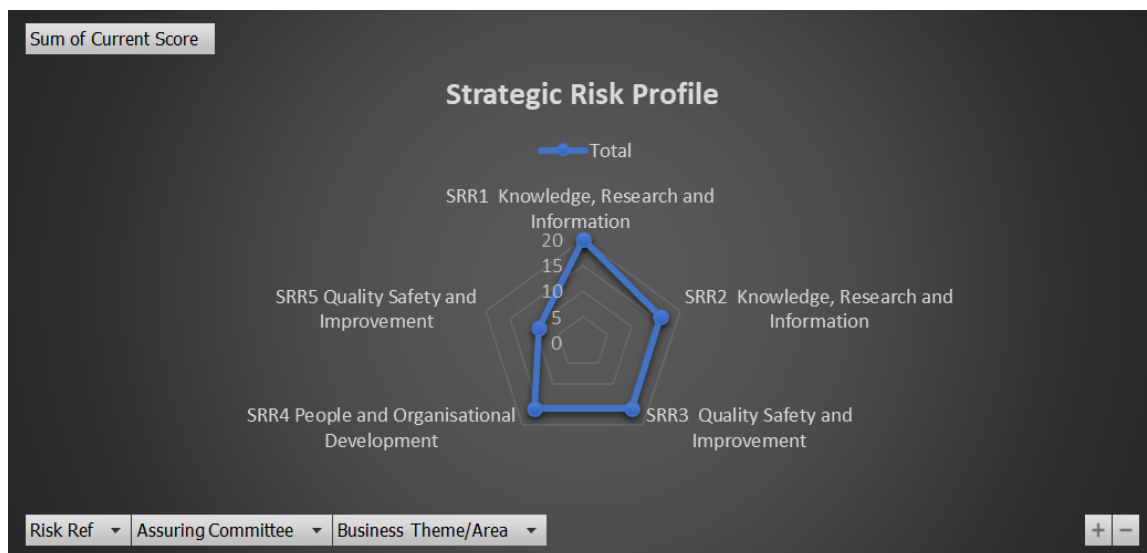 Sum of Current Score
Strategic Risk Profile
Total
SRR1  Knowledge, Research and
Information
20
15
10
5
0
SRR2  Knowledge, Research and
Information
SRR3  Quality Safety and
Improvement
SRR4 People and Organisational
Development
SRR5 Quality Safety and
Improvement
Risk Ref
Assuring Committee
Business Theme/Area
+ −